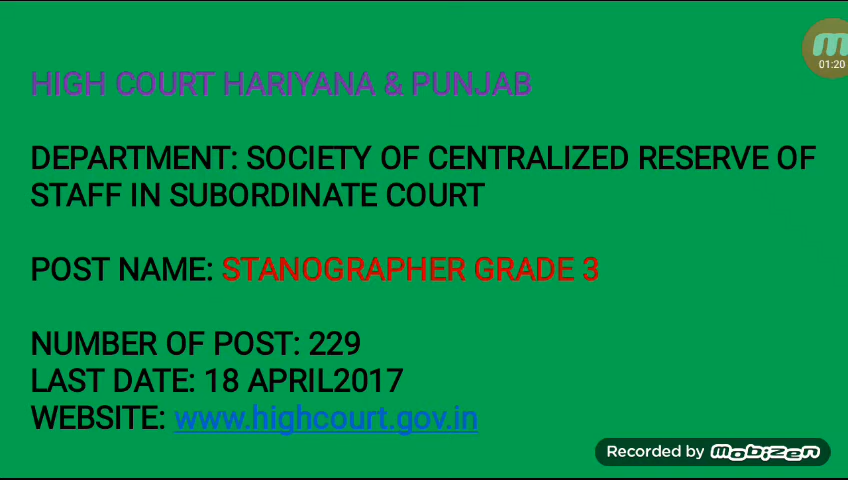 HIGH COURT HARIYANA & PUNJAB
DEPARTMENT: SOCIETY OF CENTRALIZED RESERVE OF
STAFF IN SUBORDINATE COURT
POST NAME: STANOGRAPHER GRADE 3
NUMBER OF POST: 229
LAST DATE: 18 APRIL2017
WEBSITE: www.highcourt.gov.in
m
01:20
Recorded by mobizen